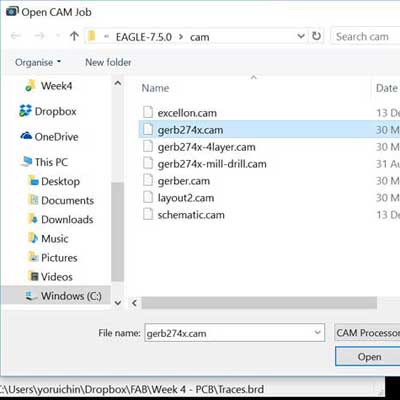 Open CAM Job
EAGLE-7.5.0 › cam
Search cam
Organise
New folder
Week4
Dropbox
OneDrive
This PC
Desktop
Documents
Downloads
Music
Pictures
Videos
Windows (C:)
Name
Date
excellon.cam
13 De
gerb274x.cam
30 M
gerb274x-4layer.cam
30 M
gerb274x-mill-drill.cam
31 Au
gerber.cam
30 M
layout2.cam
30 M
schematic.cam
13 De
File name:
gerb274x.cam
CAM Processor
Open
C:\Users\yoruichin\Dropbox\FAB\Week 4 - PCB\Traces.brd